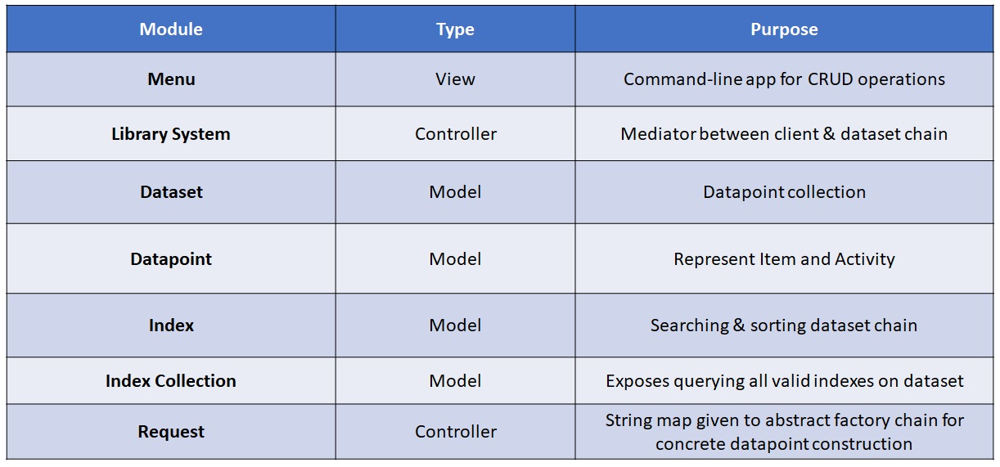 Module Type Purpose
Menu View Command-line app for CRUD operations
Library System Controller Mediator between client & dataset chain
Dataset Model Datapoint collection
Datapoint Model Represent Item and Activity
Index Model Searching & sorting dataset chain
Index Collection Model Exposes querying all valid indexes on dataset
Request Controller String map given to abstract factory chain for
concrete datapoint construction